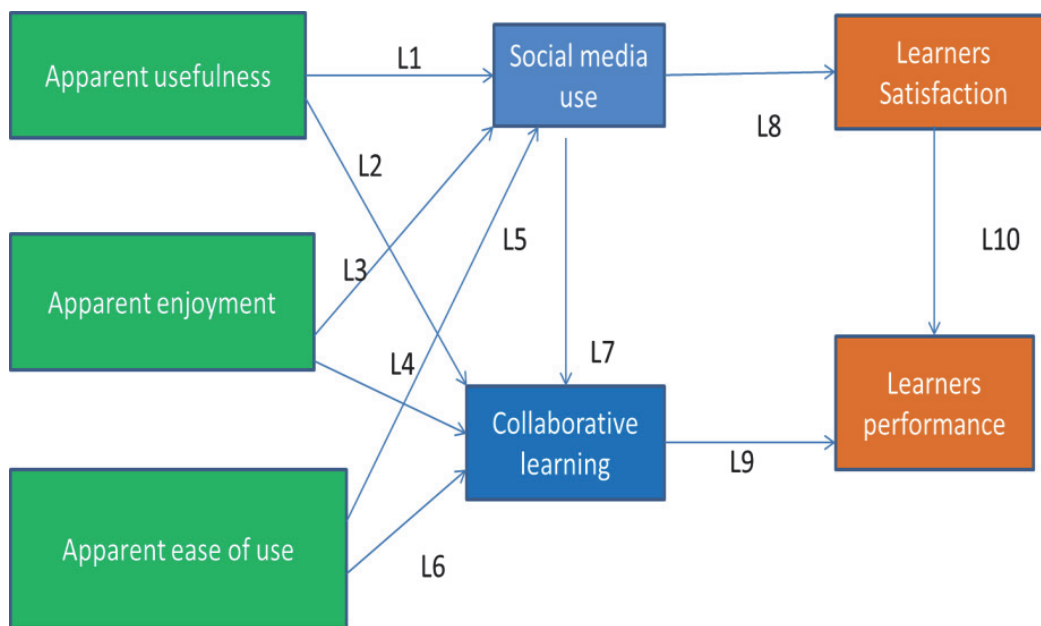 Apparent usefulness
L1
Social media
use
L8
Learners
Satisfaction
L2
L5
L10
Apparent enjoyment
L3
L4
L7
Collaborative
learning
L9
Learners
performance
Apparent ease of use
L6